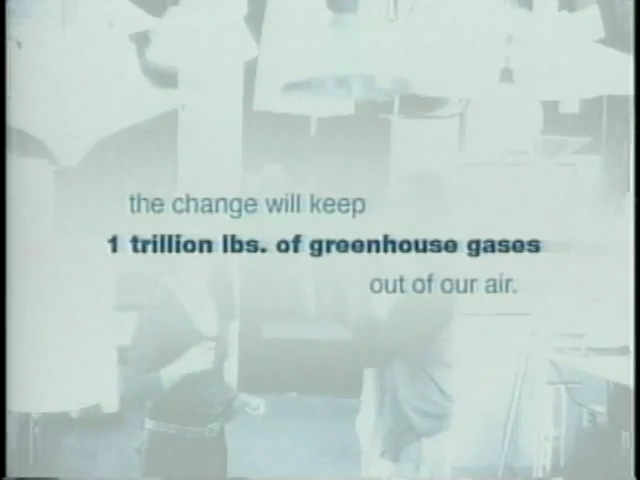 the change will keep
1 trillion lbs. of greenhouse gases
out of our air.